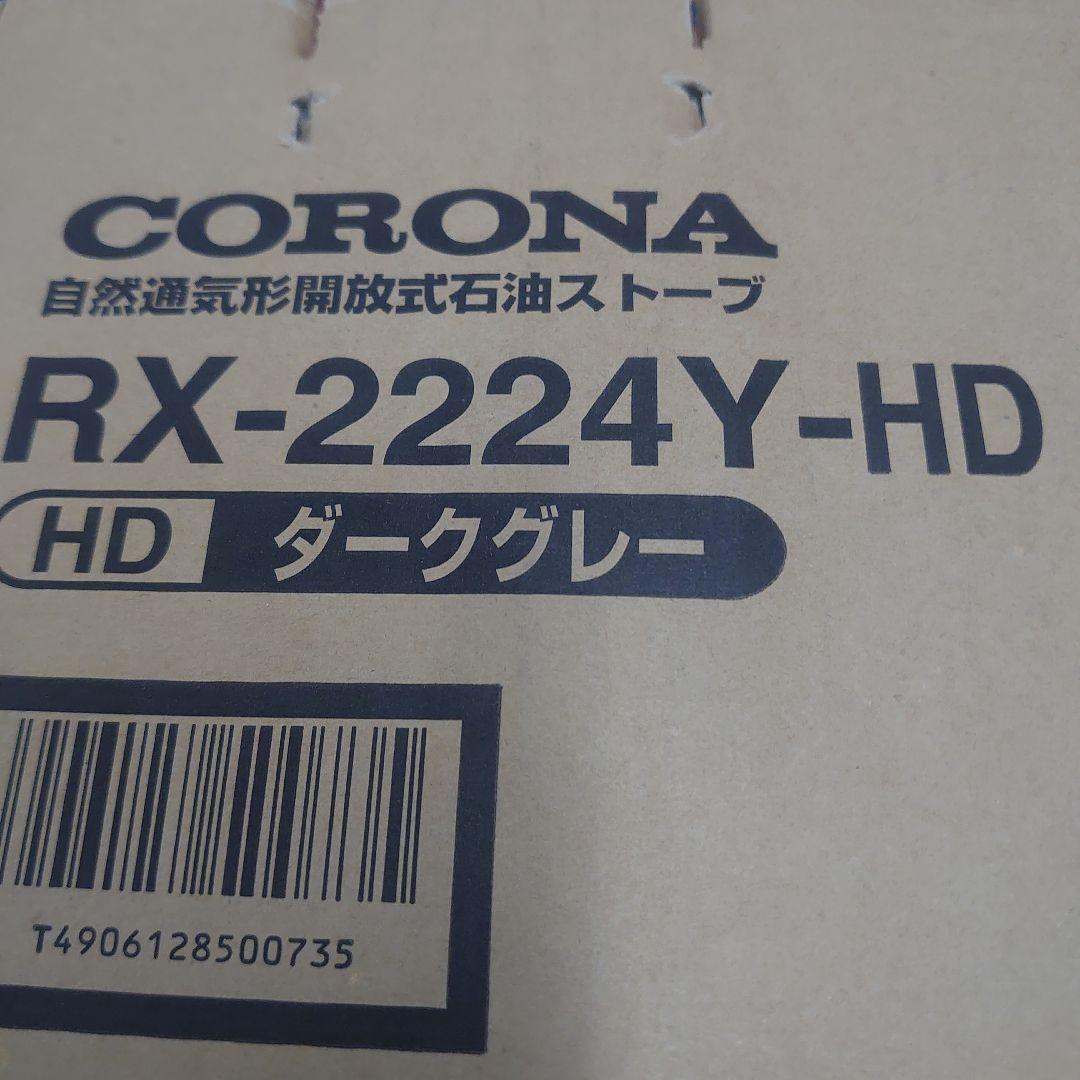 CORONA
自然通気形開放式石油ストーブ
RX-2224Y-HD
HD ダークグレー
T4906128500735